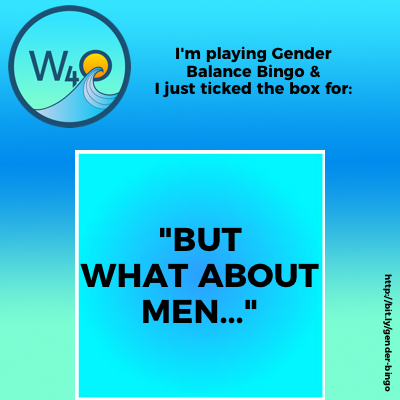 W4O
I'm playing Gender
Balance Bingo &
I just ticked the box for:
"BUT
WHAT ABOUT
MEN..."
http://bit.ly/gender-bingo